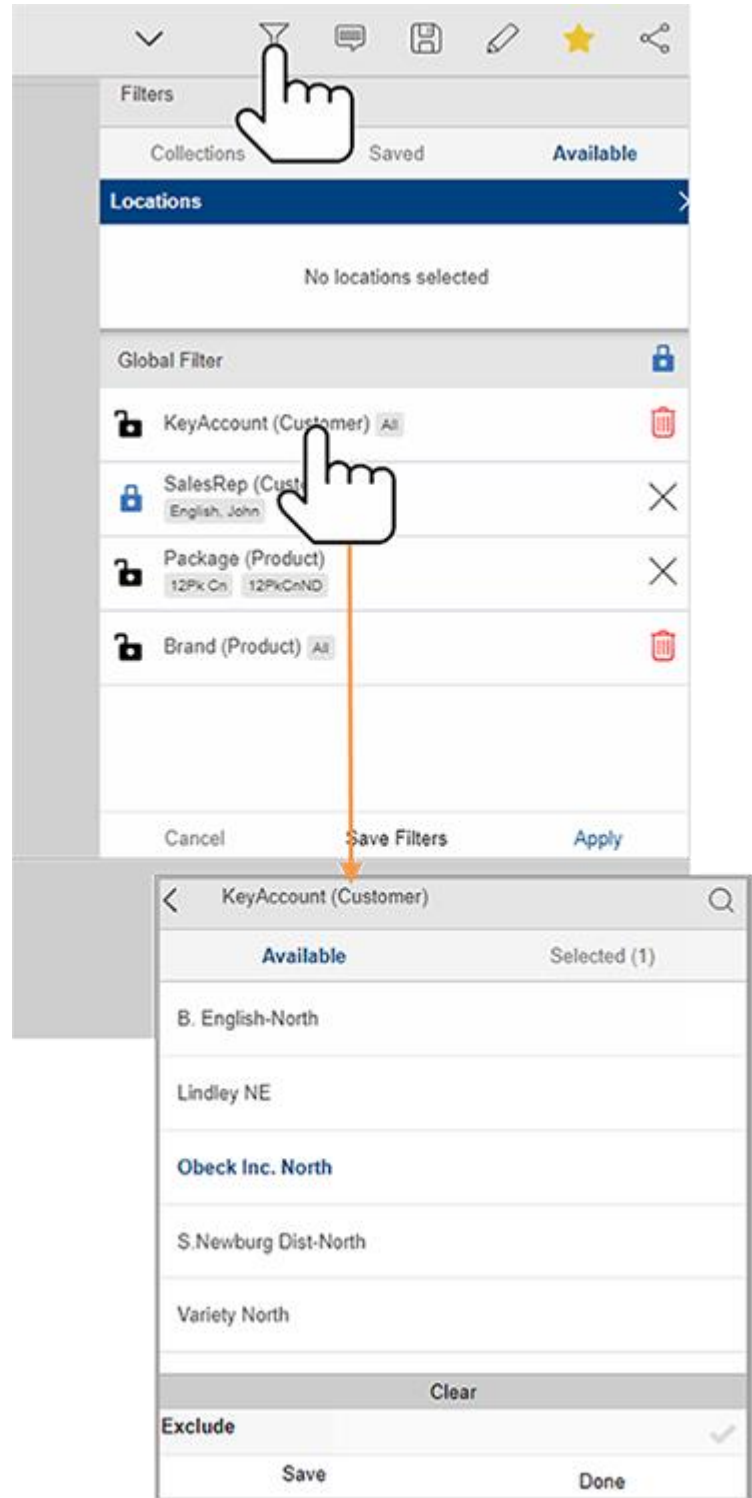 Filters
Collections Saved Available
Locations
No locations selected
Global Filter
KeyAccount (Customer) All
SalesRep (Custo
English, John
Package (Product)
12Pk Cn 12PkCnND
Brand (Product) All
Cancel Save Filters Apply
KeyAccount (Customer)
Available Selected (1)
B. English-North
Lindley NE
Obeck Inc. North
S.Newburg Dist-North
Variety North
Clear
Exclude
Save Done